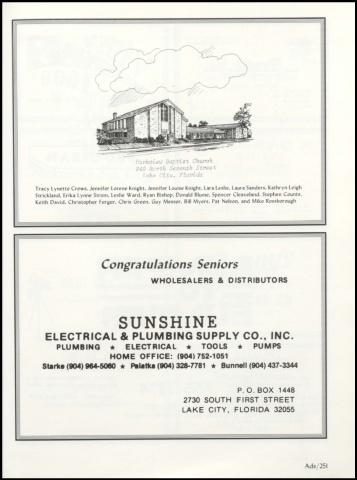 Parkview Baptist Church
940 North Seventh Street
Lake City, Florida
Tracy Lynette Crews, Jennifer Lorene Knight, Jennifer Louise Knight, Lara Leslie, Laura Sanders, Kathryn Leigh
Strickland, Erika Lynne Strom, Leslie Ward, Ryan Bishop, Donald Blume, Spencer Cleaveland, Stephen Counts,
Keith David, Christopher Ferger, Chris Green, Guy Messer, Bill Myers, Pat Nelson, and Mike Rossborough
Congratulations Seniors
WHOLESALERS & DISTRIBUTORS
SUNSHINE
ELECTRICAL & PLUMBING SUPPLY CO., INC.
PLUMBING ★ ELECTRICAL ★ TOOLS ★ PUMPS
HOME OFFICE: (904) 752-1051
Starke (904) 964-5060 ★ Palatka (904) 328-7781 ★ Bunnell (904) 437-3344
P.O. BOX 1448
2730 SOUTH FIRST STREET
LAKE CITY, FLORIDA 32055
Ads/251